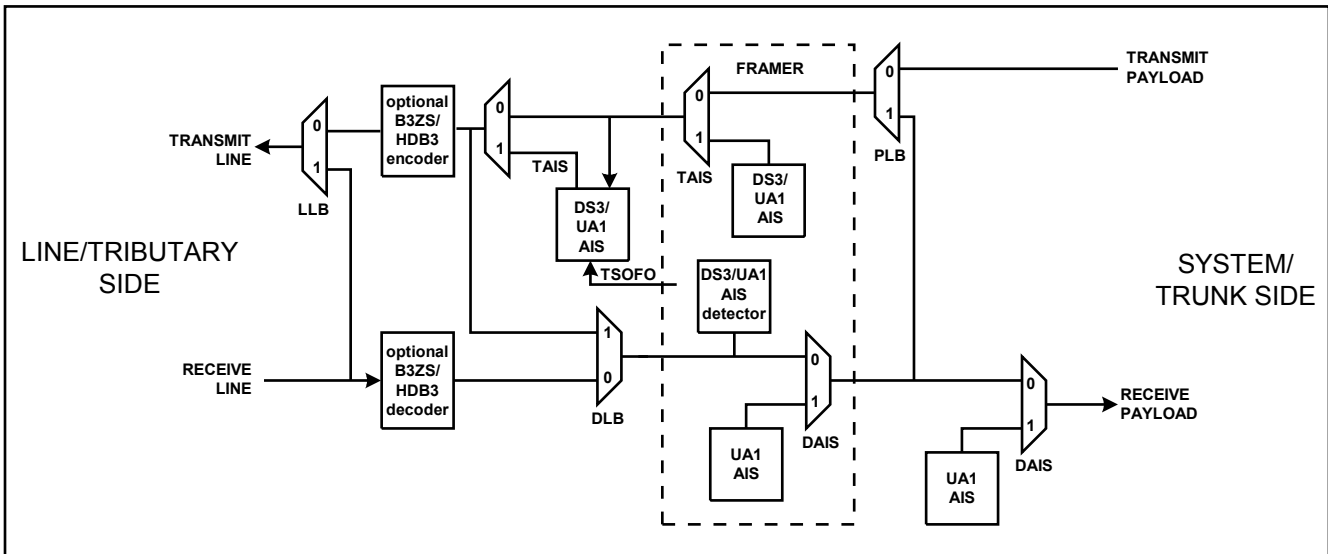 FRAMER
TRANSMIT
PAYLOAD
0
1
PLB
optional
B3ZS/
HDB3
encoder
0
1
TAIS
0
1
TAIS
DS3/
UA1
AIS
TRANSMIT
LINE
0
1
LLB
DS3/
UA1
AIS
TSOFO
LINE/TRIBUTARY
SIDE
SYSTEM/
TRUNK SIDE
DS3/UA1
AIS
detector
RECEIVE
LINE
optional
B3ZS/
HDB3
decoder
1
0
DLB
0
1
DAIS
UA1
AIS
0
1
DAIS
UA1
AIS
RECEIVE
PAYLOAD